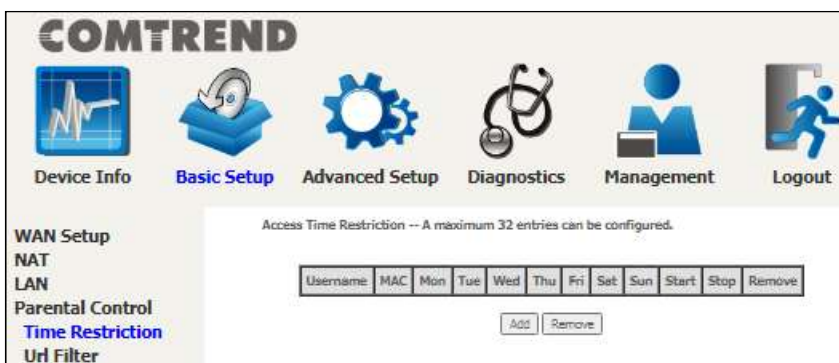 COMTREND
Device Info Basic Setup Advanced Setup Diagnostics Management Logout
WAN Setup
NAT
LAN
Parental Control
Time Restriction
Url Filter
Access Time Restriction -- A maximum 32 entries can be configured.
Username MAC Mon Tue Wed Thu Fri Sat Sun Start Stop Remove
Add Remove